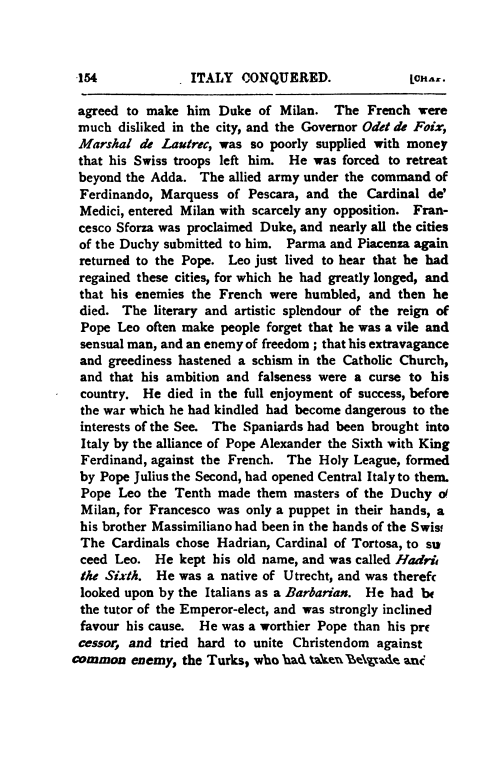 154 ITALY CONQUERED. [CHAP.
agreed to make him Duke of Milan. The French were
much disliked in the city, and the Governor Odet de Foix,
Marshal de Lautrec, was so poorly supplied with money
that his Swiss troops left him. He was forced to retreat
beyond the Adda. The allied army under the command of
Ferdinando, Marquess of Pescara, and the Cardinal de'
Medici, entered Milan with scarcely any opposition. Fran-
cesco Sforza was proclaimed Duke, and nearly all the cities
of the Duchy submitted to him. Parma and Piacenza again
returned to the Pope. Leo just lived to hear that he had
regained these cities, for which he had greatly longed, and
that his enemies the French were humbled, and then he
died. The literary and artistic splendour of the reign of
Pope Leo often make people forget that he was a vile and
sensual man, and an enemy of freedom ; that his extravagance
and greediness hastened a schism in the Catholic Church,
and that his ambition and falseness were a curse to his
country. He died in the full enjoyment of success, before
the war which he had kindled had become dangerous to the
interests of the See. The Spaniards had been brought into
Italy by the alliance of Pope Alexander the Sixth with King
Ferdinand, against the French. The Holy League, formed
by Pope Julius the Second, had opened Central Italy to them.
Pope Leo the Tenth made them masters of the Duchy of
Milan, for Francesco was only a puppet in their hands, a
his brother Massimiliano had been in the hands of the Swiss
The Cardinals chose Hadrian, Cardinal of Tortosa, to su
ceed Leo. He kept his old name, and was called Hadri
the Sixth. He was a native of Utrecht, and was theref
looked upon by the Italians as a Barbarian. He had be
the tutor of the Emperor-elect, and was strongly inclined
favour his cause. He was a worthier Pope than his pre
cessor, and tried hard to unite Christendom against
common enemy, the Turks, who had taken Belgrade and